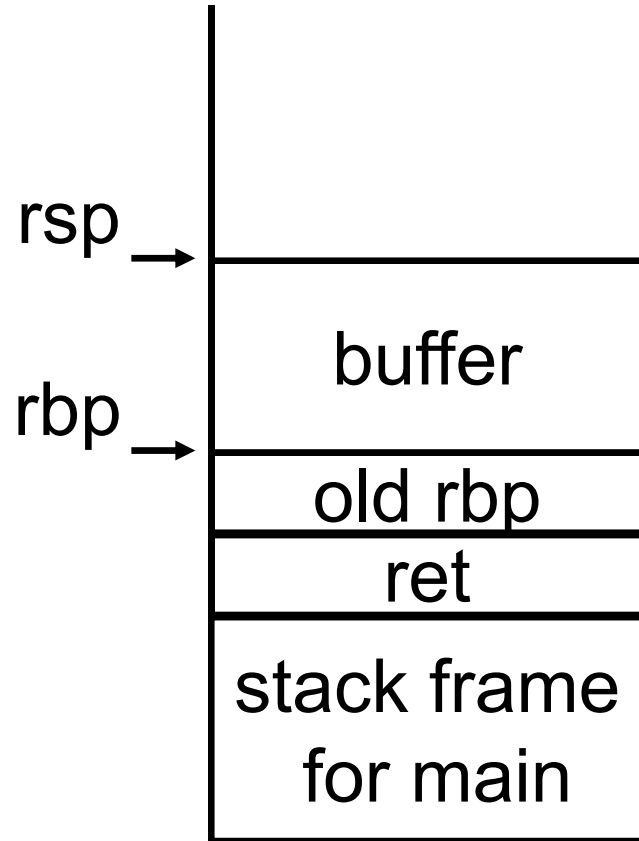 rsp
buffer
rbp
old rbp
ret
stack frame
for main